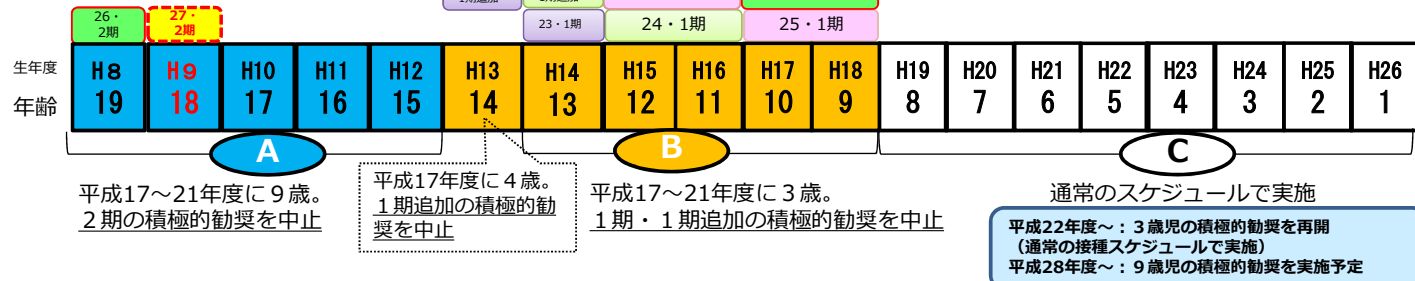 1期追加
26・
2期
27・
2期
23・1期
24・1期
25・1期
生年度
H8 H9 H10 H11 H12 H13 H14 H15 H16 H17 H18 H19 H20 H21 H22 H23 H24 H25 H26
年齢
19 18 17 16 15 14 13 12 11 10 9 8 7 6 5 4 3 2 1
A
B
C
平成17～21年度に９歳。
２期の積極的勧奨を中止
平成17年度に４歳。
１期追加の積極的勧
奨を中止
平成17～21年度に３歳。
１期・１期追加の積極的勧奨を中止
通常のスケジュールで実施
平成22年度～：３歳児の積極的勧奨を再開
（通常の接種スケジュールで実施）
平成28年度～：９歳児の積極的勧奨を実施予定